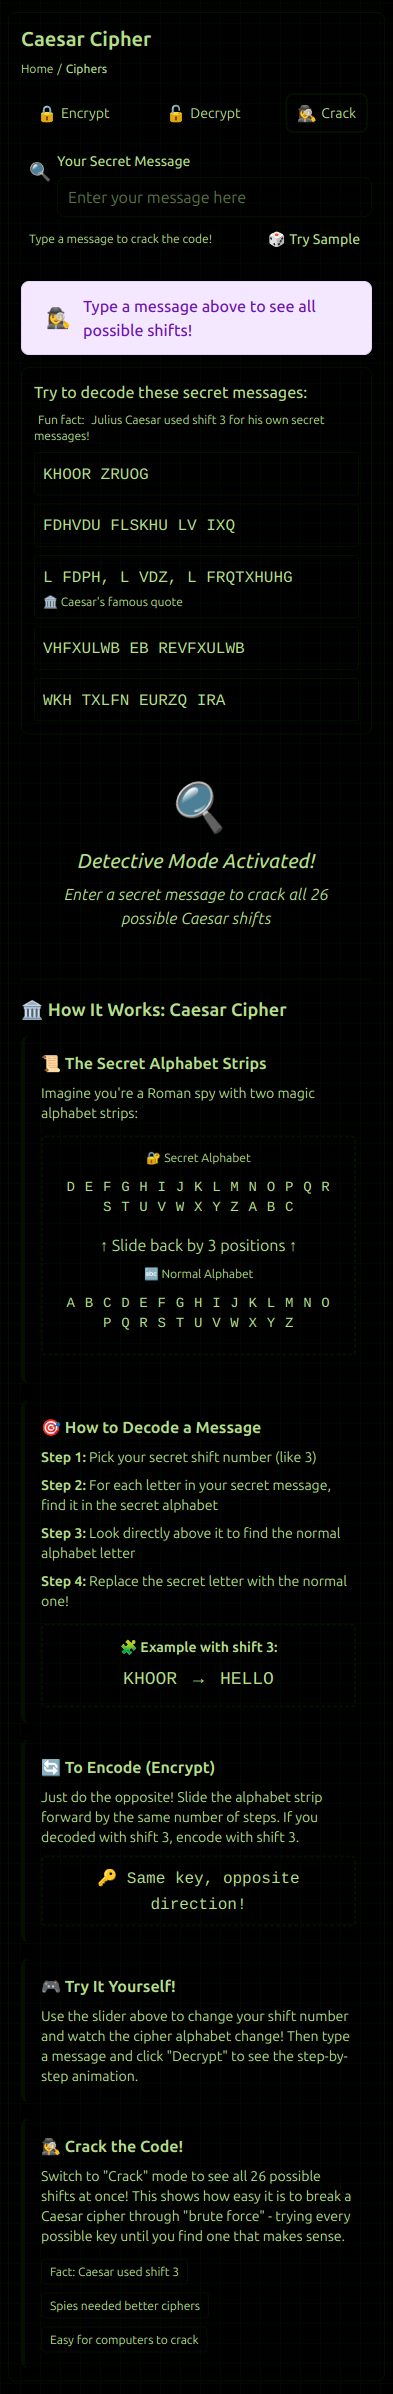 Caesar Cipher
Home / Ciphers
🔒 Encrypt
🔓 Decrypt
🕵️ Crack
Your Secret Message
Enter your message here
Type a message to crack the code!
🎲 Try Sample
Type a message above to see all
possible shifts!
Try to decode these secret messages:
Fun fact: Julius Caesar used shift 3 for his own secret
messages!
KHOOR ZRUOG
FDHVDU FLSKHU LV IXQ
L FDPH, L VDZ, L FRQTXHUHG
🏛️ Caesar's famous quote
VHFXULWB EB REVFXULWB
WKH TXLFN EURZQ IRA
Detective Mode Activated!
Enter a secret message to crack all 26
possible Caesar shifts
🏛️ How It Works: Caesar Cipher
📜 The Secret Alphabet Strips
Imagine you're a Roman spy with two magic
alphabet strips:
🔐 Secret Alphabet
D E F G H I J K L M N O P Q R
S T U V W X Y Z A B C
↑ Slide back by 3 positions ↑
🔤 Normal Alphabet
A B C D E F G H I J K L M N O
P Q R S T U V W X Y Z
🎯 How to Decode a Message
Step 1: Pick your secret shift number (like 3)
Step 2: For each letter in your secret message,
find it in the secret alphabet
Step 3: Look directly above it to find the normal
alphabet letter
Step 4: Replace the secret letter with the normal
one!
🧩 Example with shift 3:
KHOOR → HELLO
🔄 To Encode (Encrypt)
Just do the opposite! Slide the alphabet strip
forward by the same number of steps. If you
decoded with shift 3, encode with shift 3.
🔑 Same key, opposite
direction!
🎮 Try It Yourself!
Use the slider above to change your shift number
and watch the cipher alphabet change! Then type
a message and click "Decrypt" to see the step-by-
step animation.
🕵️ Crack the Code!
Switch to "Crack" mode to see all 26 possible
shifts at once! This shows how easy it is to break a
Caesar cipher through "brute force" - trying every
possible key until you find one that makes sense.
Fact: Caesar used shift 3
Spies needed better ciphers
Easy for computers to crack